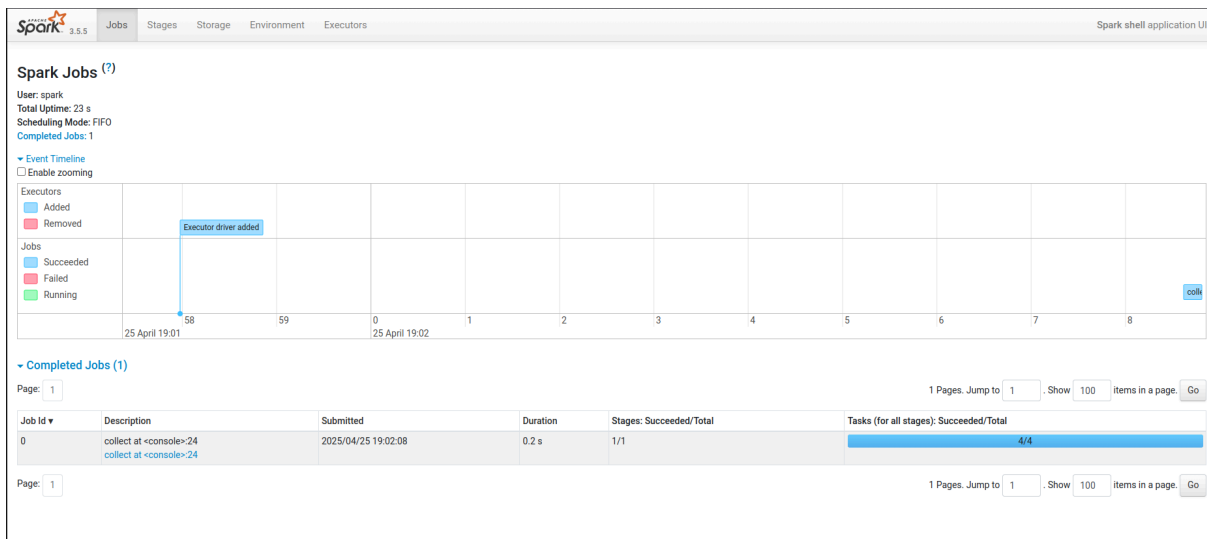 APACHE
Spark 3.5.5 Jobs Stages Storage Environment Executors Spark shell application UI
Spark Jobs (?)
User: spark
Total Uptime: 23 s
Scheduling Mode: FIFO
Completed Jobs: 1
Event Timeline
Enable zooming
Executors
Added
Removed
Executor driver added
Jobs
Succeeded
Failed
Running
colle
58 59 0 1 2 3 4 5 6 7 8
25 April 19:01 25 April 19:02
Completed Jobs (1)
Page: 1 1 Pages. Jump to 1 . Show 100 items in a page. Go
Job Id ▾ Description Submitted Duration Stages: Succeeded/Total Tasks (for all stages): Succeeded/Total
0 collect at <console>:24 2025/04/25 19:02:08 0.2 s 1/1 4/4
collect at <console>:24
Page: 1 1 Pages. Jump to 1 . Show 100 items in a page. Go